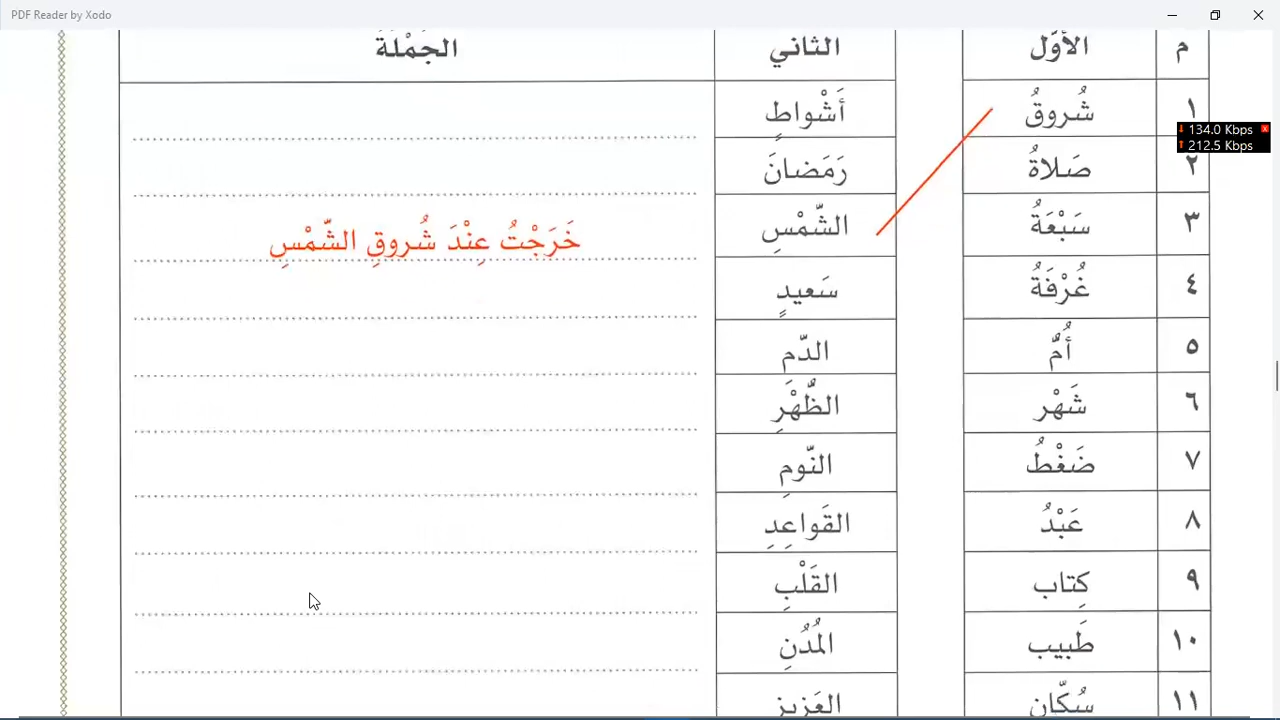 PDF Reader by Xodo
م الأوّل الثاني الجُمْلَةُ
١ شُروقُ أَشْواطٍ
134.0 Kbps
212.5 Kbps
٢ صَلاةُ رَمَضانَ
٣ سَبْعَةُ الشّمْسِ خَرَجْتُ عِنْدَ شُروقِ الشّمْسِ
٤ غُرْفَةُ سَعيدٍ
٥ أُمُّ الدّمِ
٦ شَهْر الظُّهْرِ
٧ ضَغْطُ النّومِ
٨ عَبْدُ القَواعِدِ
٩ كِتاب القَلْبِ
١٠ طَبيب المُدُنِ
١١ سُكّان العَزيز